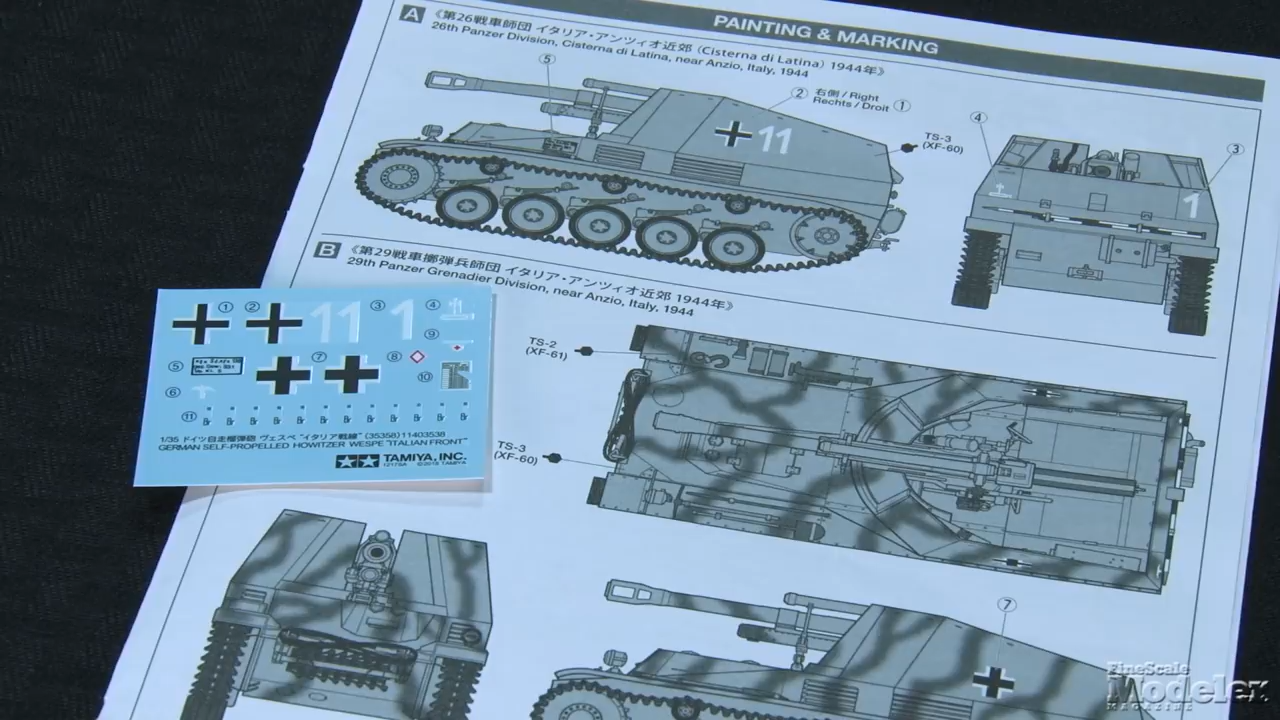 PAINTING & MARKING
A 《第26戦車師団 イタリア・アンツィオ近郊 (Cisterna di Latina) 1944年》
26th Panzer Division, Cisterna di Latina, near Anzio, Italy, 1944
⑤
② 右側 / Right
Rechts / Droit ①
TS-3
(XF-60)
④
③
11
1
B 《第29戦車擲弾兵師団 イタリア・アンツィオ近郊 1944年》
29th Panzer Grenadier Division, near Anzio, Italy, 1944
TS-2
(XF-61)
TS-3
(XF-60)
⑦
① ② 11 ③ 1 ④
⑨
⑤ ⑦ ⑧
⑥ ⑩
⑪
1/35 ドイツ自走榴弾砲 ヴェスペ "イタリア戦線" (35358) 11403538
GERMAN SELF-PROPELLED HOWITZER WESPE "ITALIAN FRONT"
TAMIYA, INC.
FineScale
Modeler
MAGAZINE